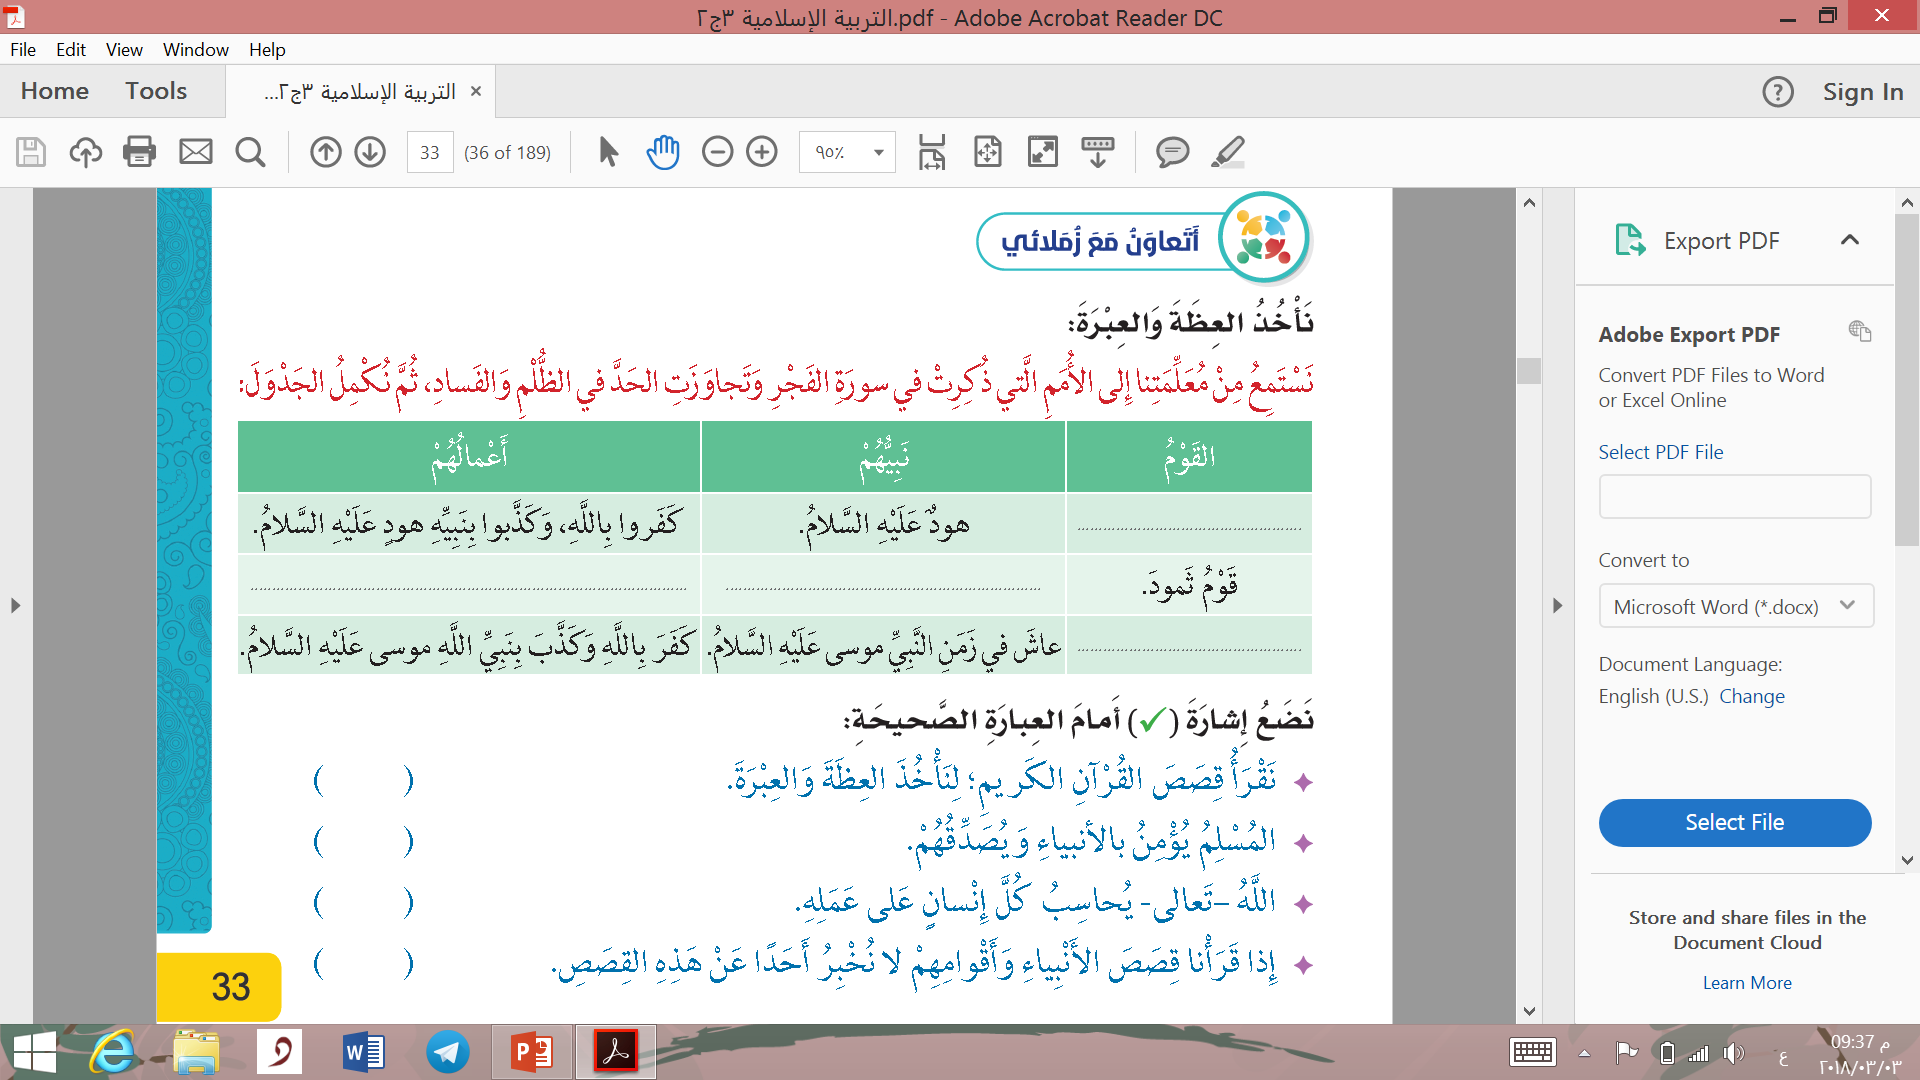 التربية الإسلامية ٣ج٢.pdf - Adobe Acrobat Reader DC
File Edit View Window Help
Home Tools التربية الإسلامية ٣ج٢... × ? Sign In
33 (36 of 189) ٩٥٪
أَتَعاوَنُ مَعَ زُمَلائي
نَأْخُذُ العِظَةَ وَالعِبْرَةَ:
نَسْتَمِعُ مِنْ مُعَلِّمَتِنا إِلى الأُمَمِ الَّتي ذُكِرِتْ في سورَةِ الفَجْرِ وَتَجاوَزَتِ الحَدَّ في الظُّلْمِ وَالفَسادِ، ثُمَّ نُكْمِلُ الجَدْوَلَ:
القَوْمُ نَبِيُّهُمْ أَعْمالُهُمْ
........ هودٌ عَلَيْهِ السَّلامُ. كَفَروا بِاللَّهِ، وَكَذَّبوا بِنَبِيِّهِ هودٍ عَلَيْهِ السَّلامُ.
قَوْمُ ثَمودَ. ........ ........
........ عاشَ في زَمَنِ النَّبِيِّ موسى عَلَيْهِ السَّلامُ. كَفَرَ بِاللَّهِ وَكَذَّبَ بِنَبِيِّ اللَّهِ موسى عَلَيْهِ السَّلامُ.
نَضَعُ إِشارَةَ (✓) أَمامَ العِبارَةِ الصَّحيحَةِ:
نَقْرَأُ قِصَصَ القُرْآنِ الكَريمِ؛ لِنَأْخُذَ العِظَةَ وَالعِبْرَةَ. ( )
المُسْلِمُ يُؤْمِنُ بالأنبياءِ وَيُصَدِّقُهُمْ. ( )
اللَّهُ –تَعالى- يُحاسِبُ كُلَّ إِنْسانٍ عَلى عَمَلِهِ. ( )
إِذا قَرَأْنا قِصَصَ الأَنْبِياءِ وَأَقْوامِهِمْ لا نُخْبِرُ أَحَدًا عَنْ هَذِهِ القِصَصِ. ( )
33
Export PDF
Adobe Export PDF
Convert PDF Files to Word
or Excel Online
Select PDF File
Convert to
Microsoft Word (*.docx)
Document Language:
English (U.S.) Change
Select File
Store and share files in the
Document Cloud
Learn More
ع
09:37 م
٢٠١٨/٠٣/٠٣